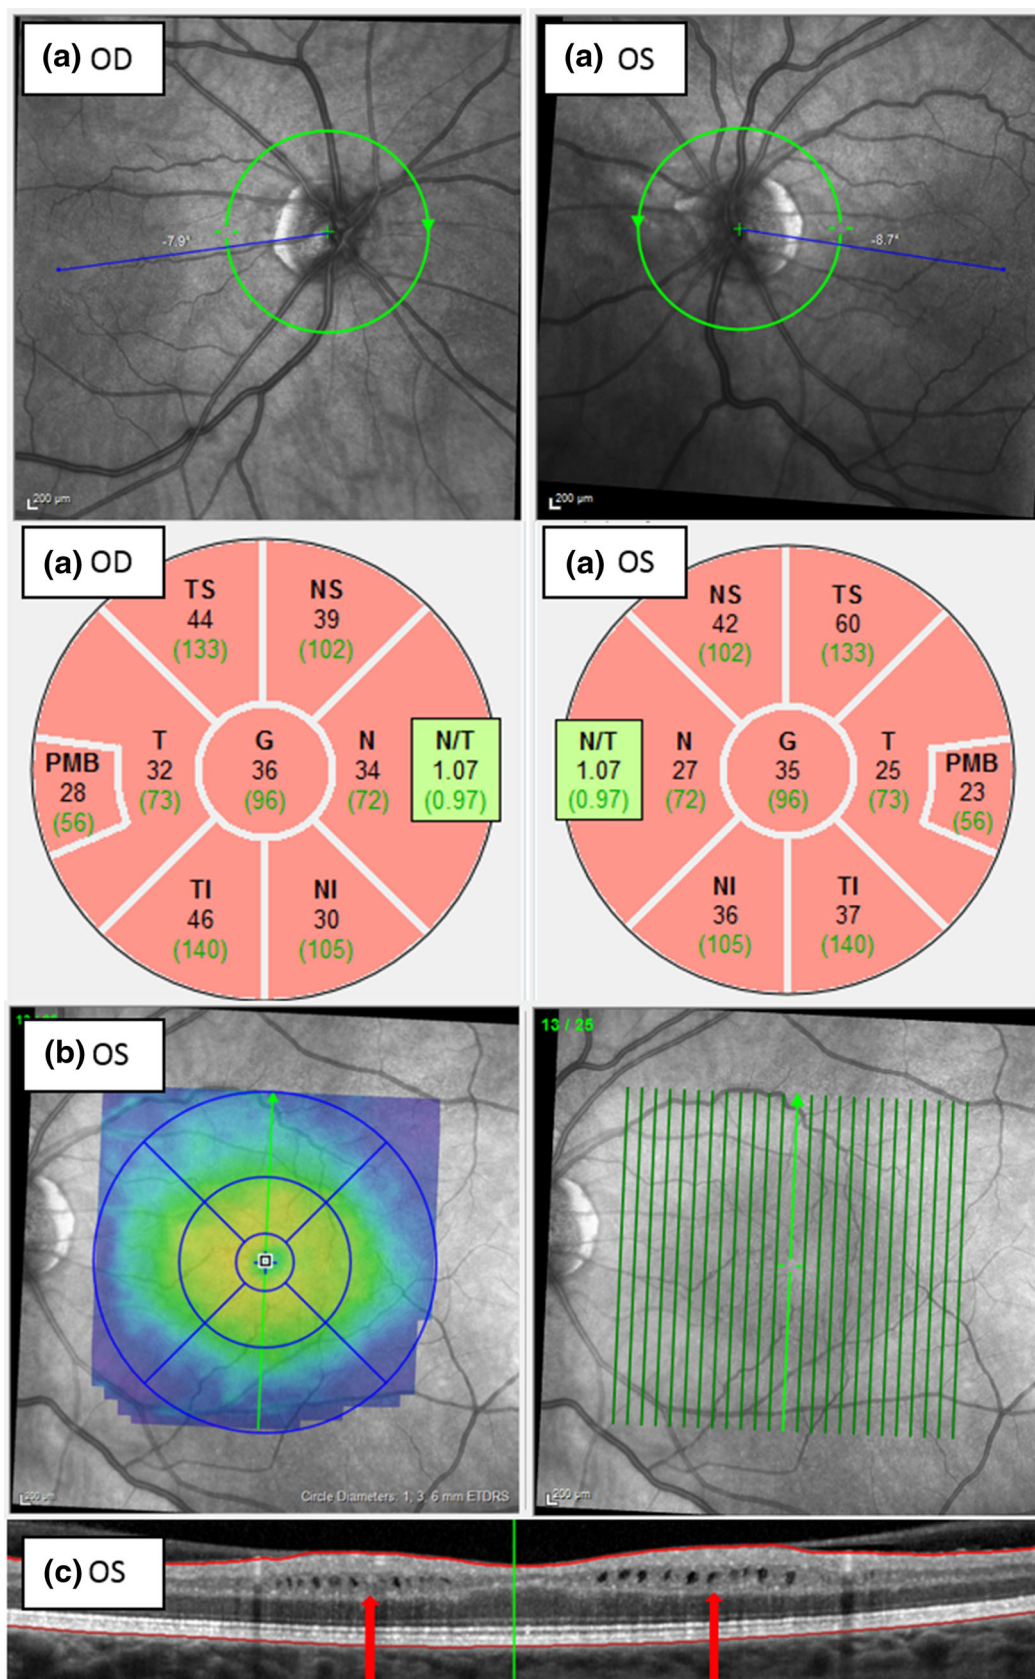 (a) OD
-7.9°
200 µm
(a) OS
-8.7°
200 µm
(a) OD
TS
44
(133)
NS
39
(102)
T
32
(73)
G
36
(96)
N
34
(72)
N/T
1.07
(0.97)
PMB
28
(56)
TI
46
(140)
NI
30
(105)
(a) OS
NS
42
(102)
TS
60
(133)
N/T
1.07
(0.97)
N
27
(72)
G
35
(96)
T
25
(73)
PMB
23
(56)
NI
36
(105)
TI
37
(140)
(b) OS
200 µm
Circle Diameters: 1, 3, 6 mm ETDRS
13 / 25
200 µm
(c) OS